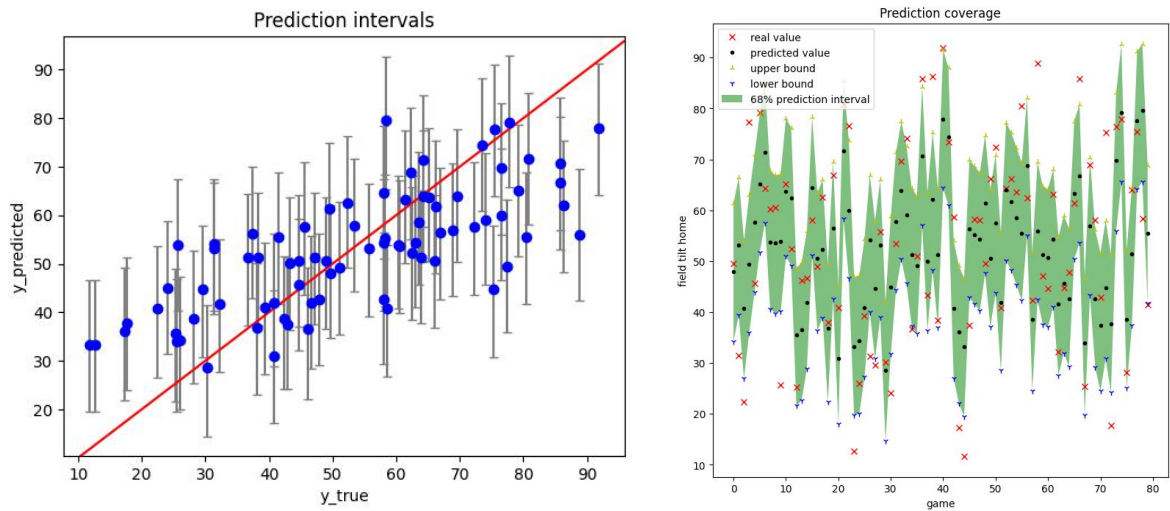 Prediction intervals
y_predicted
90
80
70
60
50
40
30
20
10 20 30 40 50 60 70 80 90
y_true
Prediction coverage
real value
predicted value
upper bound
lower bound
68% prediction interval
field tilt home
90
80
70
60
50
40
30
20
10
0 10 20 30 40 50 60 70 80
game